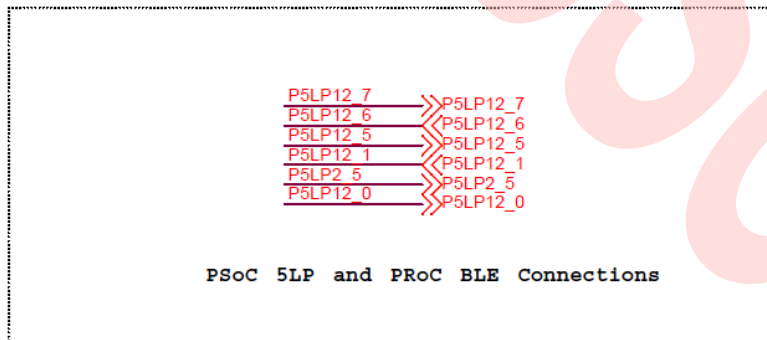 P5LP12_7 P5LP12_7
P5LP12_6 P5LP12_6
P5LP12_5 P5LP12_5
P5LP12_1 P5LP12_1
P5LP2_5 P5LP2_5
P5LP12_0 P5LP12_0
PSoC 5LP and PRoC BLE Connections